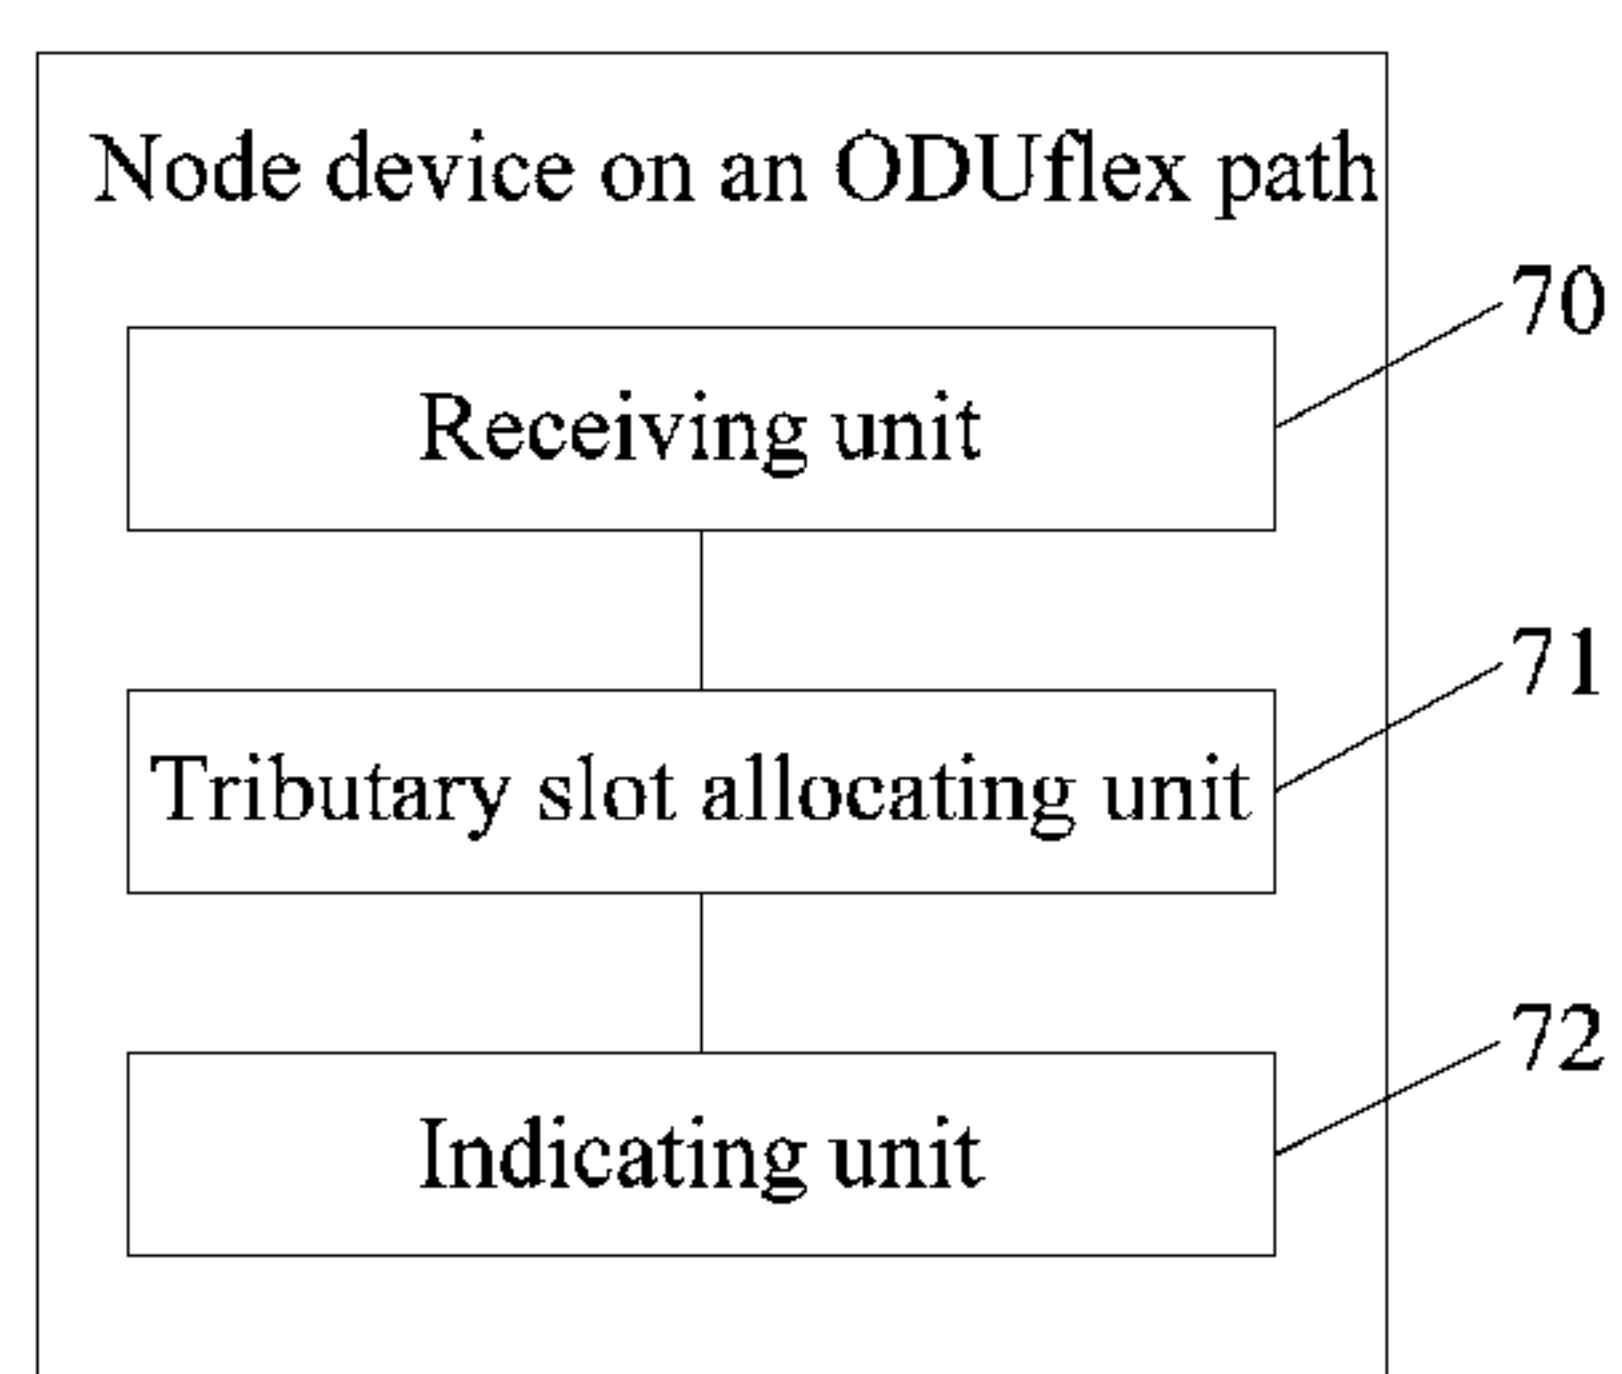 Node device on an ODUflex path
70
Receiving unit
71
Tributary slot allocating unit
72
Indicating unit